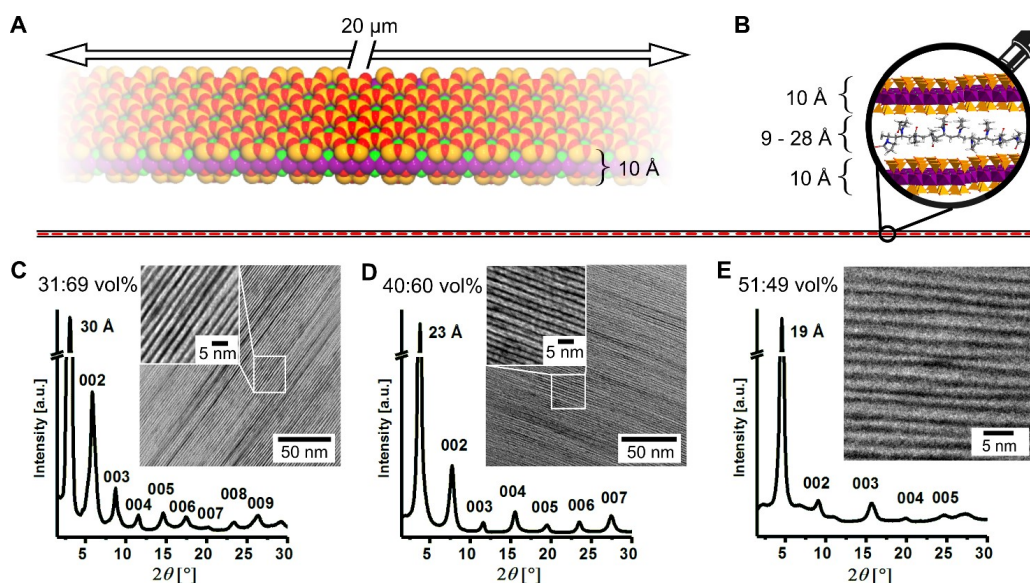 A
20 µm
10 Å
B
10 Å
9 - 28 Å
10 Å
C
31:69 vol%
30 Å
002
003
004
005
006
007
008
009
5 nm
50 nm
Intensity [a.u.]
5 10 15 20 25 30
2θ [°]
D
40:60 vol%
23 Å
002
003
004
005
006
007
5 nm
50 nm
Intensity [a.u.]
5 10 15 20 25 30
2θ [°]
E
51:49 vol%
19 Å
002
003
004
005
5 nm
Intensity [a.u.]
5 10 15 20 25 30
2θ [°]